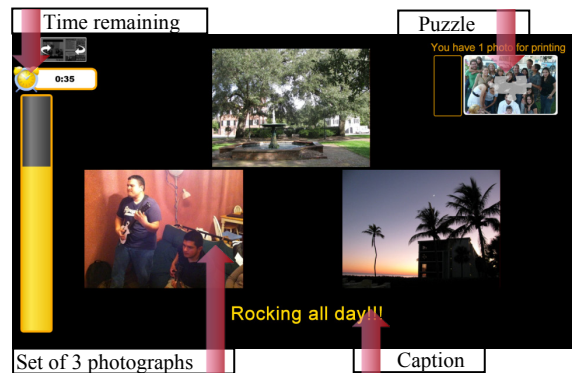 Time remaining
Puzzle
You have 1 photo for printing
0:35
Rocking all day!!!
Set of 3 photographs
Caption